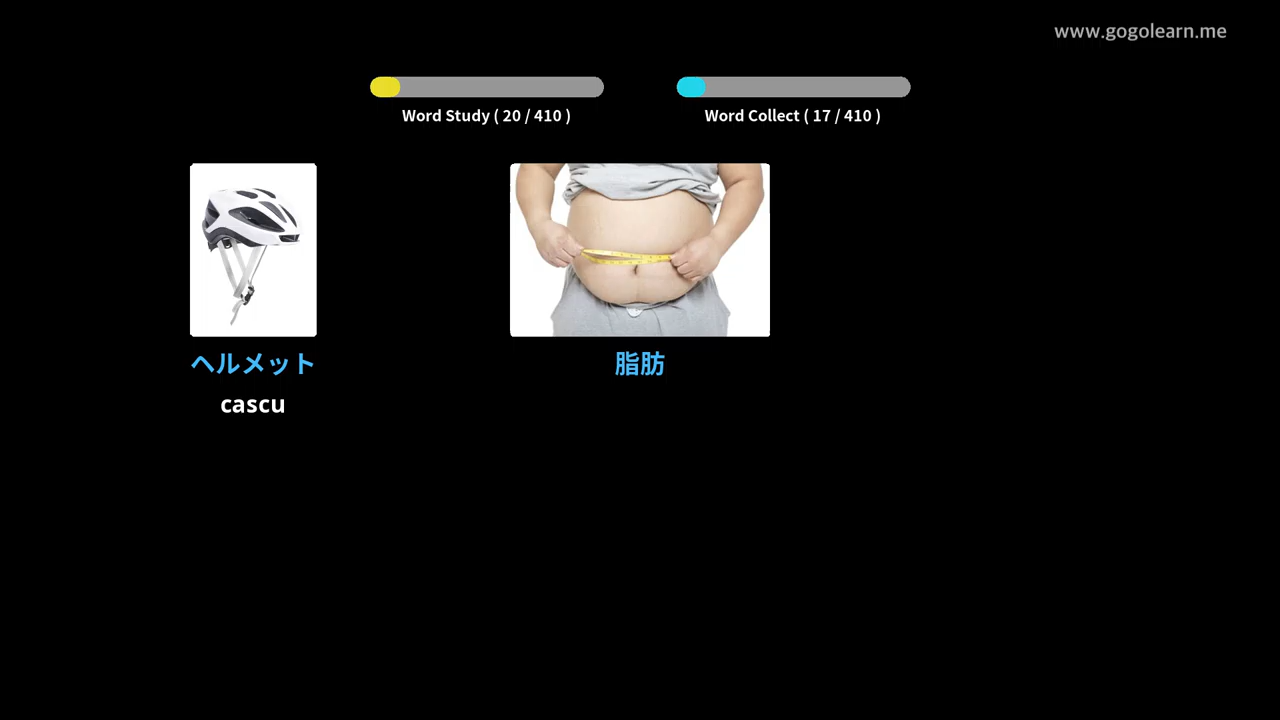 www.gogolearn.me
Word Study ( 20 / 410 )
Word Collect ( 17 / 410 )
ヘルメット
cascu
脂肪